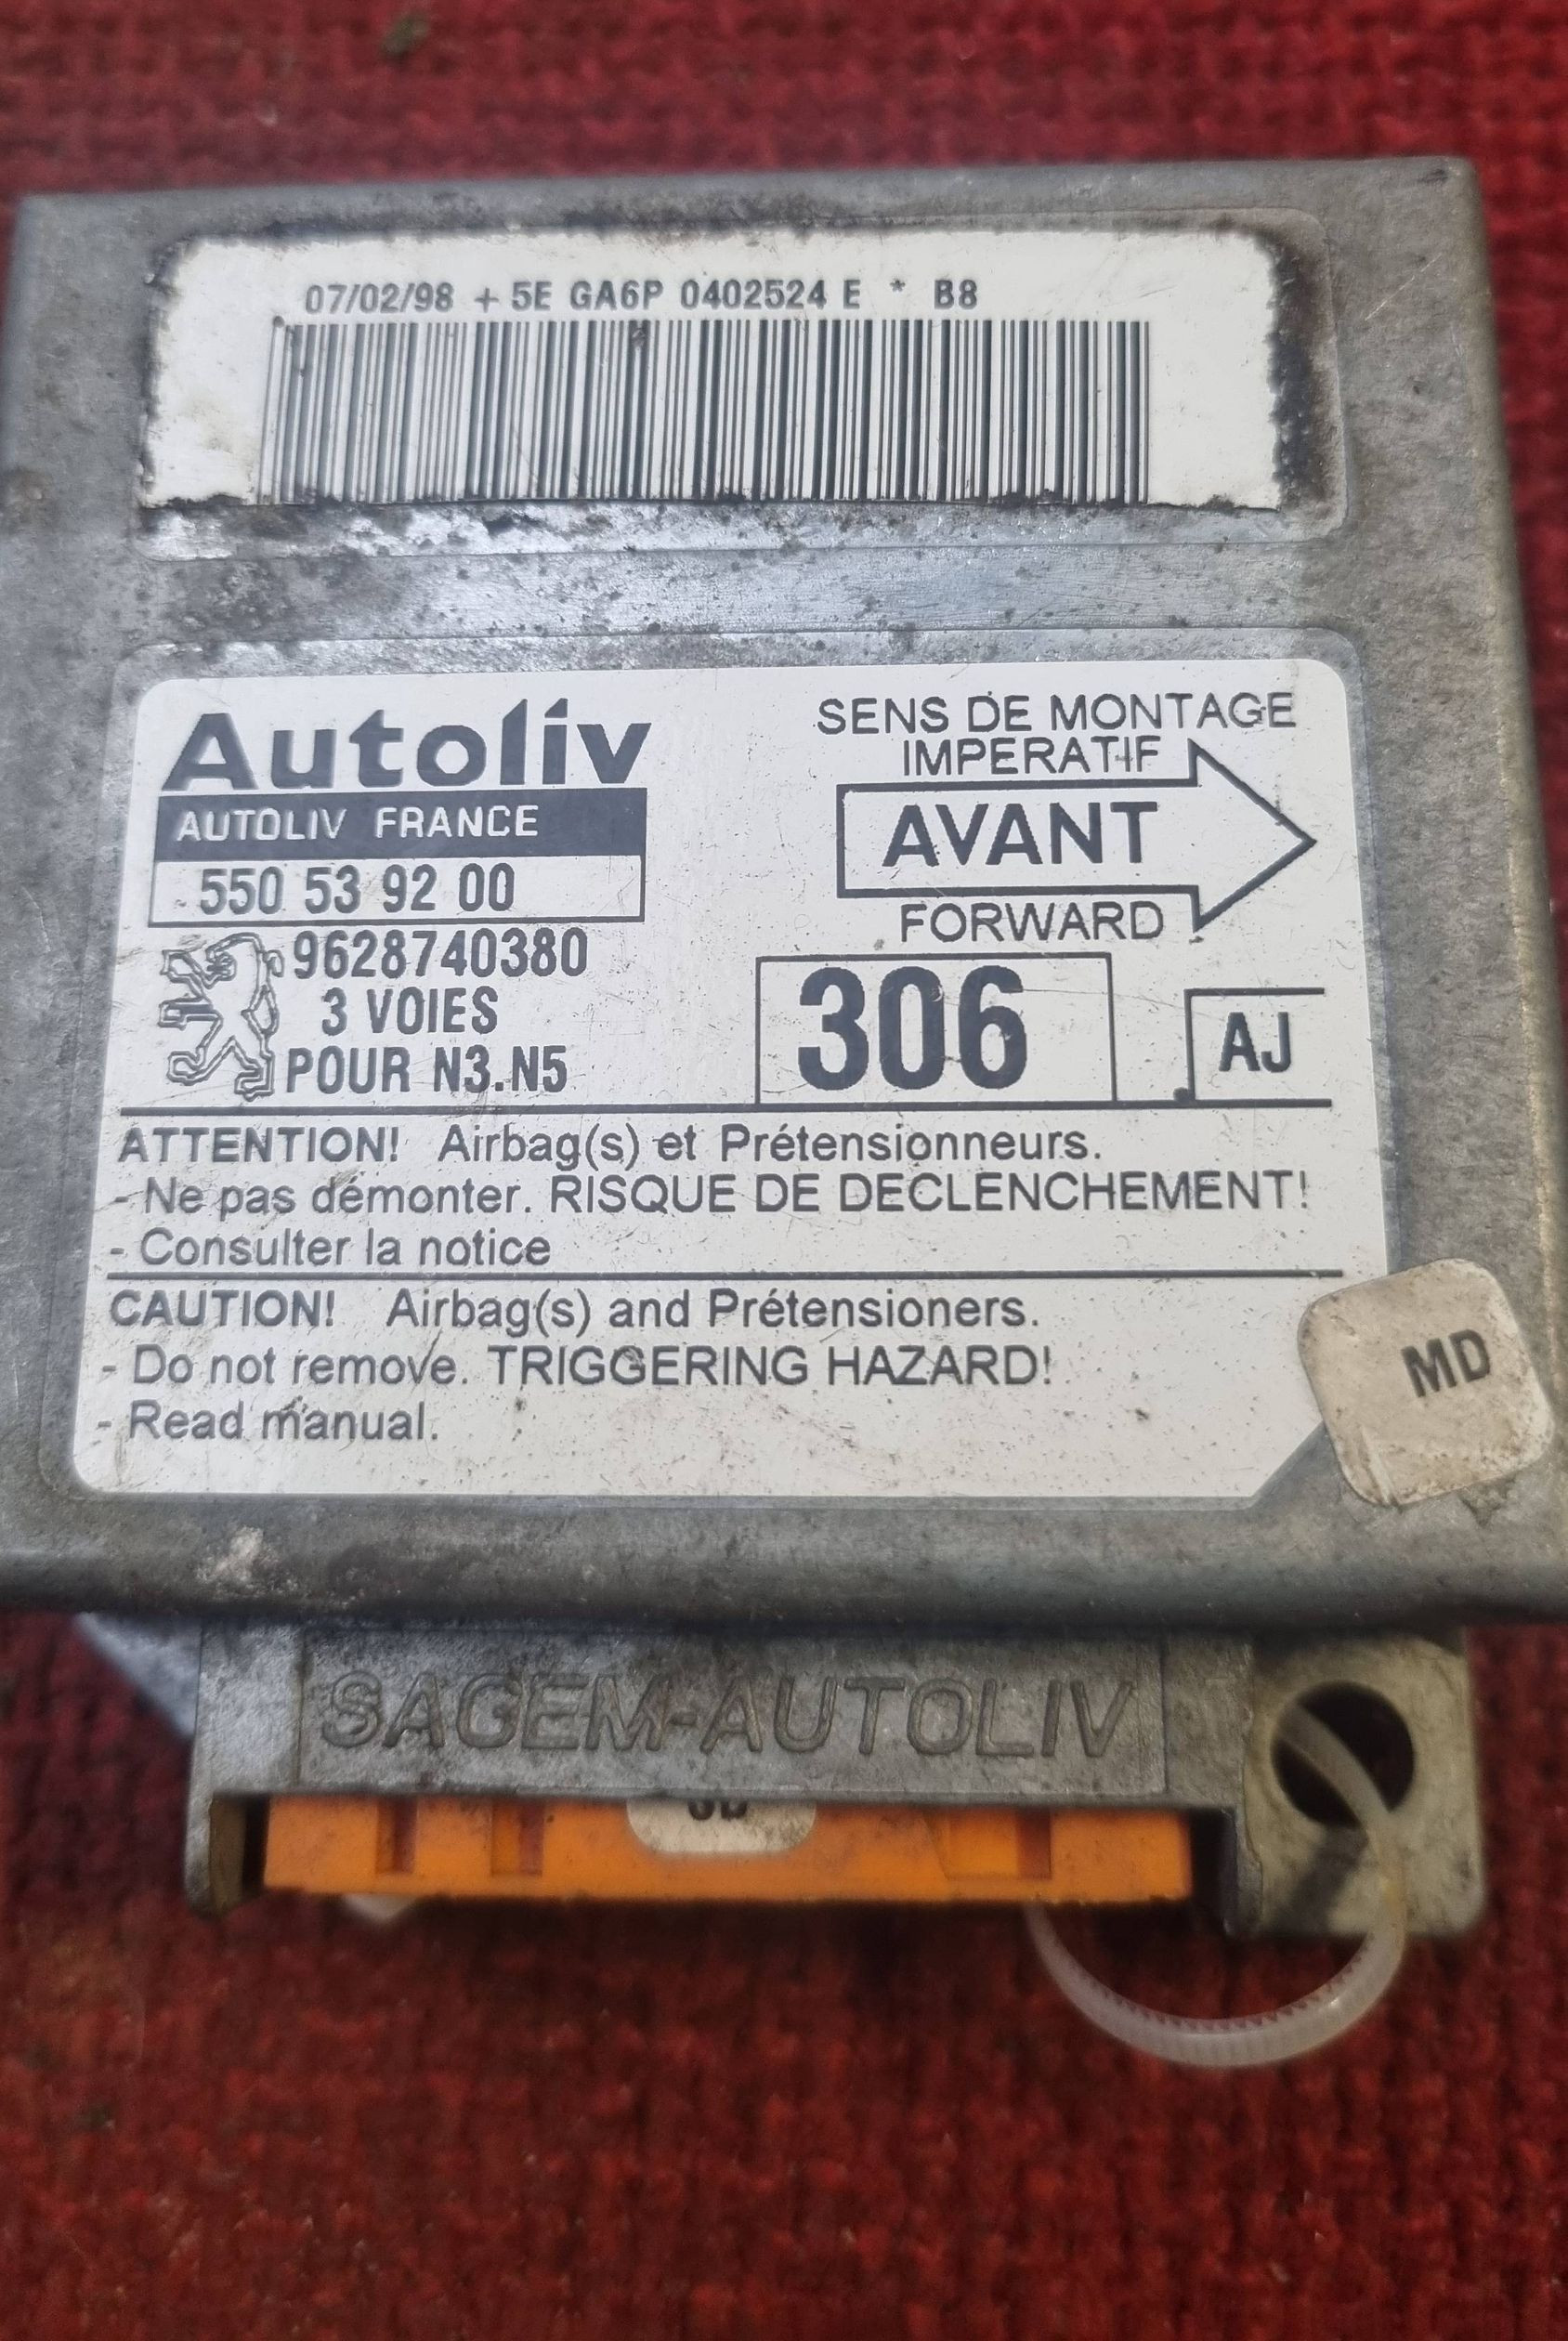 07/02/98 + 5E GA6P 0402524 E * B8
Autoliv
AUTOLIV FRANCE
550 53 92 00
9628740380
3 VOIES
POUR N3.N5
SENS DE MONTAGE
IMPERATIF
AVANT
FORWARD
306
AJ
ATTENTION! Airbag(s) et Prétensionneurs.
- Ne pas démonter. RISQUE DE DECLENCHEMENT!
- Consulter la notice
CAUTION! Airbag(s) and Prétensioners.
- Do not remove. TRIGGERING HAZARD!
- Read manual.
MD
SAGEM-AUTOLIV